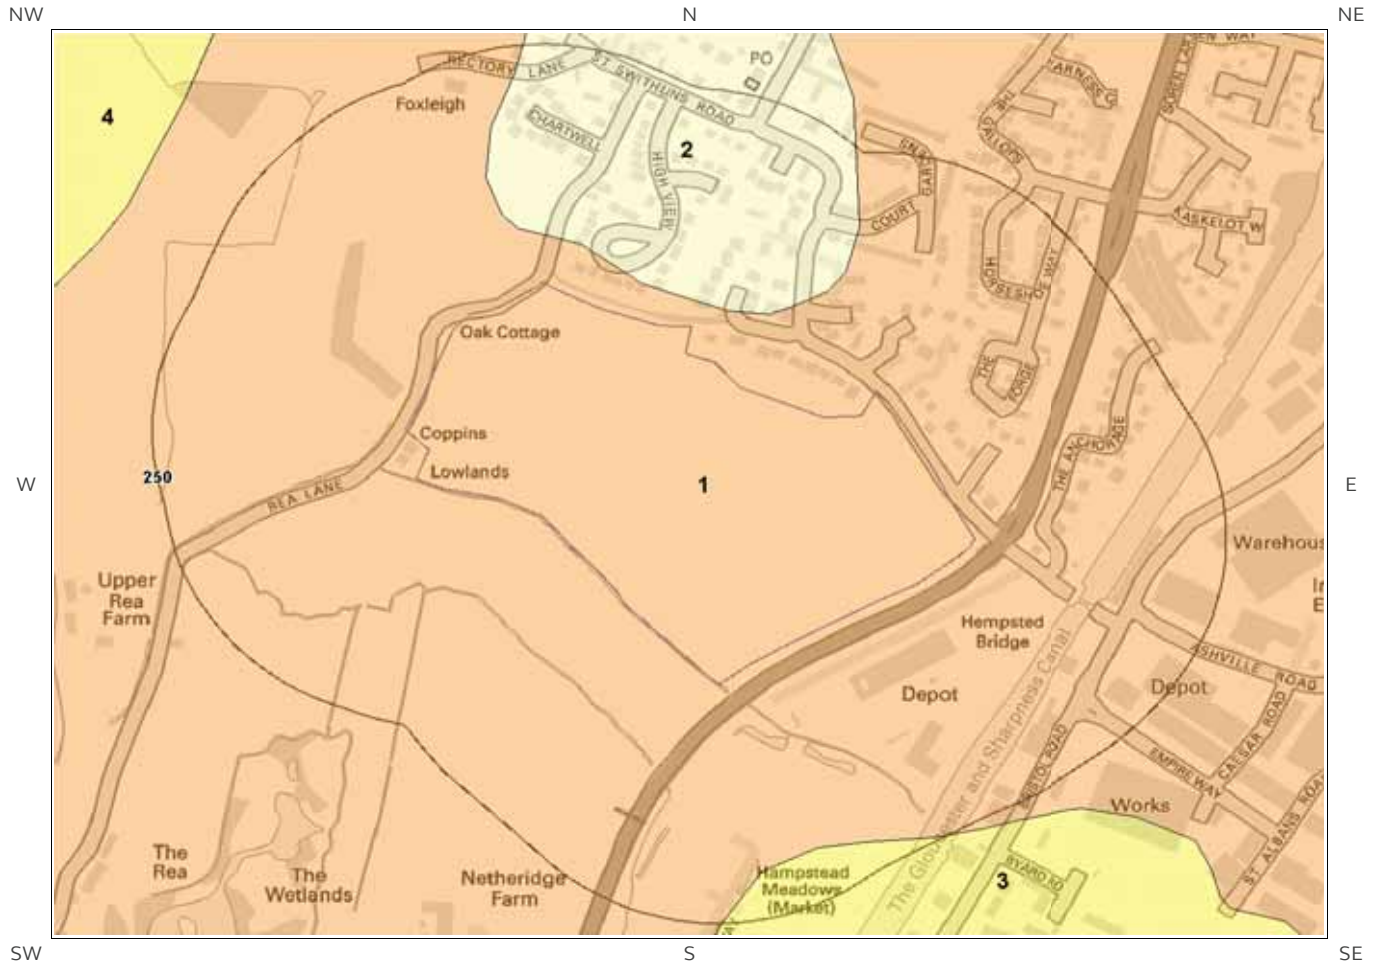 NW
N
NE
RECTORY LANE
ST SWITHUNS ROAD
PO
Foxleigh
CHARTWELL
HIGH VIEW
4
2
THE GALLOPS
HARNESS C
COURT GARDENS
HORSESHOE WAY
THE FORGE
Oak Cottage
Coppins
Lowlands
THE ANCHORAGE
W
250
REA LANE
1
E
Warehous
Upper
Rea
Farm
Hempsted
Bridge
ASHVILLE ROAD
Depot
Depot
The Gloucester and Sharpness Canal
BRISTOL ROAD
EMPIRE WAY
CAESAR ROAD
ST ALBANS ROAD
Works
The
Rea
The
Wetlands
Netheridge
Farm
Hampstead
Meadows
(Market)
3
BYARD RD
SW
S
SE